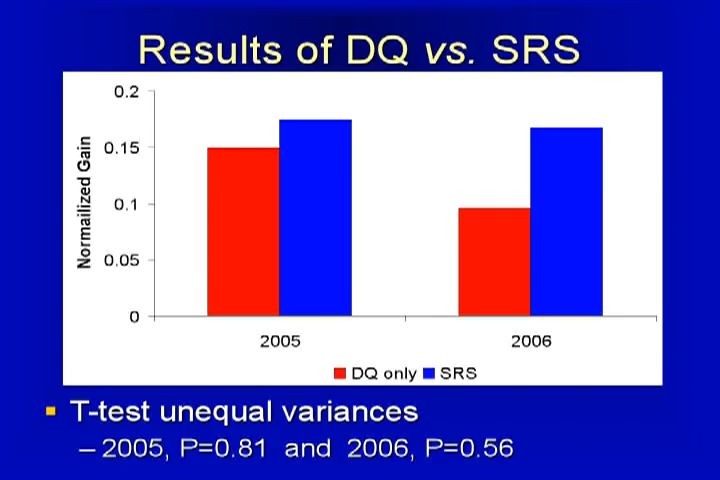 Results of DQ vs. SRS
0.2
0.15
0.1
0.05
0
Normailized Gain
2005
2006
DQ only SRS
T-test unequal variances
– 2005, P=0.81 and 2006, P=0.56